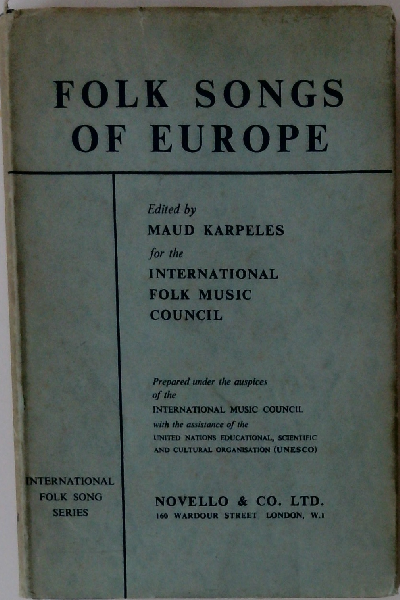 FOLK SONGS
OF EUROPE
Edited by
MAUD KARPELES
for the
INTERNATIONAL
FOLK MUSIC
COUNCIL
Prepared under the auspices
of the
INTERNATIONAL MUSIC COUNCIL
with the assistance of the
UNITED NATIONS EDUCATIONAL, SCIENTIFIC
AND CULTURAL ORGANISATION (UNESCO)
INTERNATIONAL
FOLK SONG
SERIES
NOVELLO & CO. LTD.
160 WARDOUR STREET LONDON, W.1